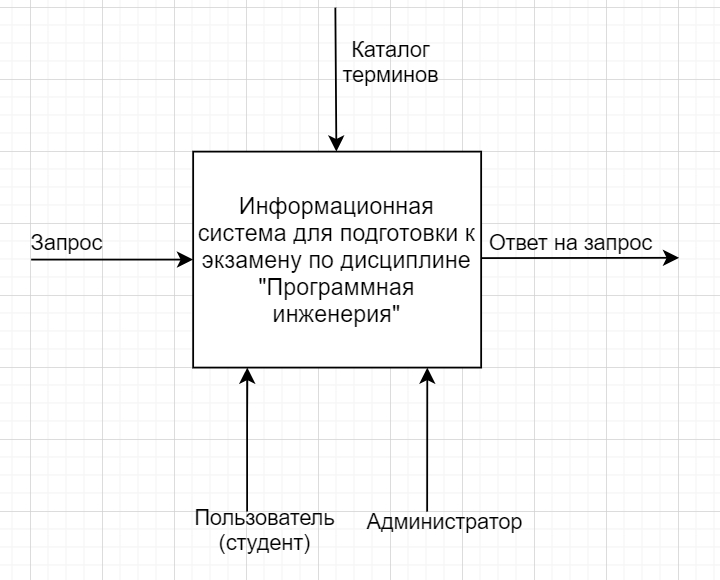 Каталог
терминов
Информационная
система для подготовки к
экзамену по дисциплине
"Программная
инженерия"
Запрос
Ответ на запрос
Пользователь
(студент)
Администратор